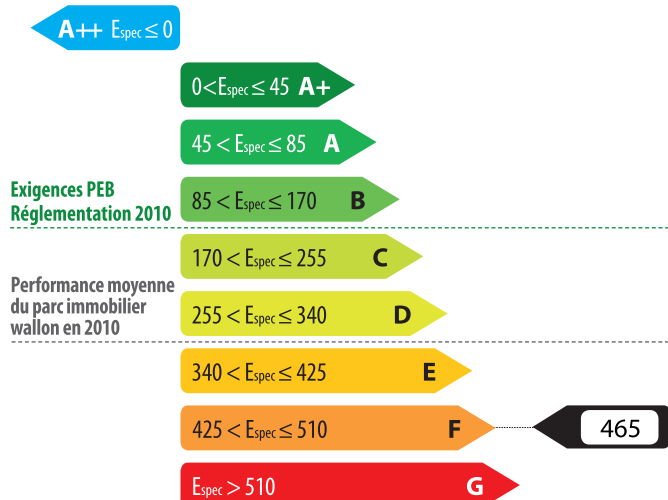 A++ Espec ≤ 0
0<Espec ≤ 45 A+
45 < Espec ≤ 85 A
Exigences PEB
Réglementation 2010
85 < Espec ≤ 170 B
170 < Espec ≤ 255 C
Performance moyenne
du parc immobilier
wallon en 2010
255 < Espec ≤ 340 D
340 < Espec ≤ 425 E
425 < Espec ≤ 510 F
465
Espec > 510 G